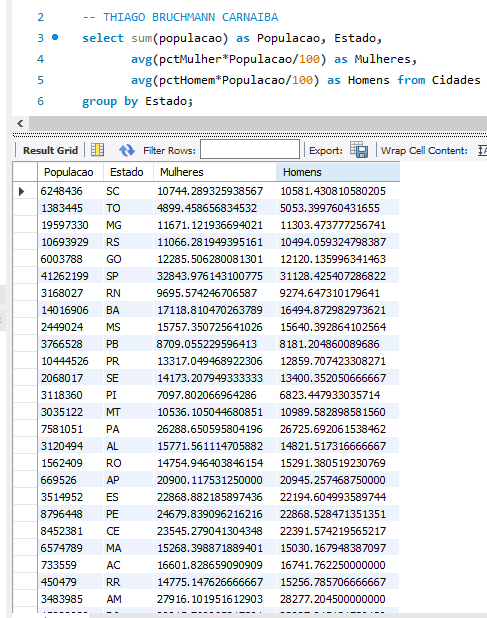 2 -- THIAGO BRUCHMANN CARNAIBA
3 select sum(populacao) as Populacao, Estado,
4 avg(pctMulher*Populacao/100) as Mulheres,
5 avg(pctHomem*Populacao/100) as Homens from Cidades
6 group by Estado;
Result Grid Filter Rows: Export: Wrap Cell Content:
Populacao Estado Mulheres Homens
6248436 SC 10744.289325938567 10581.430810580205
1383445 TO 4899.458656834532 5053.399760431655
19597330 MG 11671.121936694021 11303.473777256741
10693929 RS 11066.281949395161 10494.059324798387
6003788 GO 12285.506280081301 12120.135996341463
41262199 SP 32843.976143100775 31128.425407286822
3168027 RN 9695.574246706587 9274.647310179641
14016906 BA 17118.810470263789 16494.872982973621
2449024 MS 15757.350725641026 15640.392864102564
3766528 PB 8709.055229596413 8181.204860089686
10444526 PR 13317.049468922306 12859.707423308271
2068017 SE 14173.207949333333 13400.352050666667
3118360 PI 7097.802066964286 6823.447933035714
3035122 MT 10536.105044680851 10989.582898581560
7581051 PA 26288.650595804196 26725.692061538462
3120494 AL 15771.561114705882 14821.517316666667
1562409 RO 14754.946403846154 15291.380519230769
669526 AP 20900.117531250000 20945.257468750000
3514952 ES 22868.882185897436 22194.604993589744
8796448 PE 24679.839096216216 22868.528471351351
8452381 CE 23545.279041304348 22391.574219565217
6574789 MA 15268.398871889401 15030.167948387097
733559 AC 16601.828659090909 16741.762250000000
450479 RR 14775.147626666667 15256.785706666667
3483985 AM 27916.101951612903 28277.204500000000